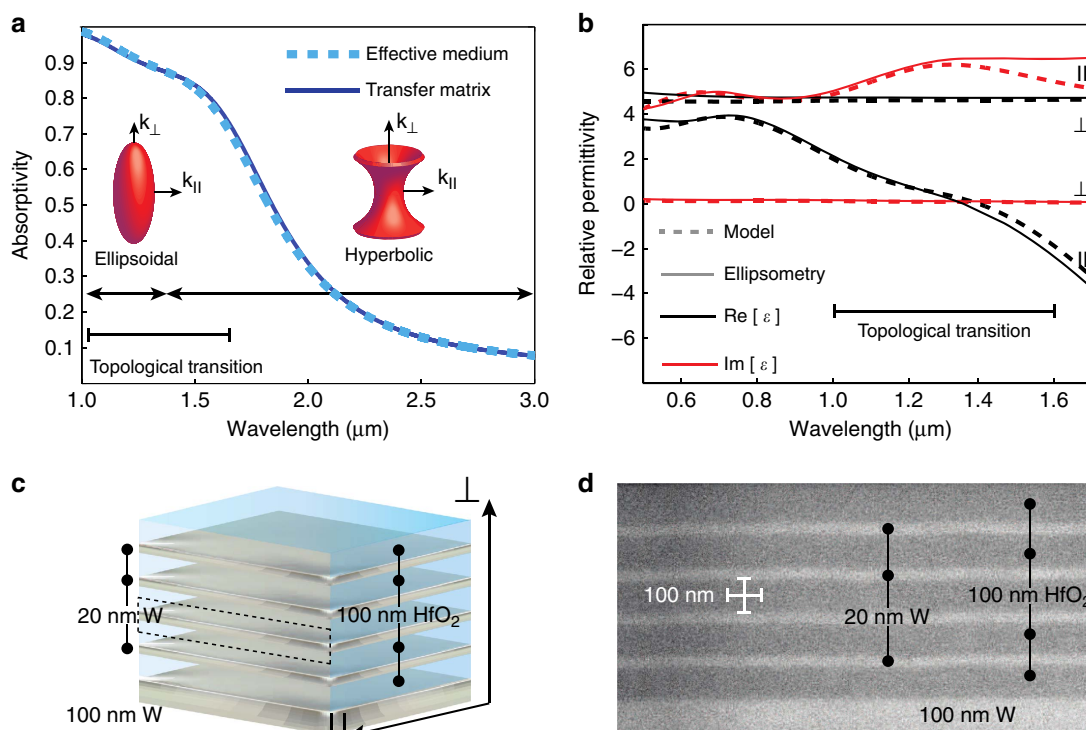 a
Effective medium
Transfer matrix
k⊥
k||
Ellipsoidal
k⊥
k||
Hyperbolic
Topological transition
0.9
0.8
0.7
0.6
0.5
0.4
0.3
0.2
0.1
Absorptivity
1.0 1.5 2.0 2.5 3.0
Wavelength (μm)
b
6
4
2
0
−2
−4
−6
Relative permittivity
||
⊥
⊥
||
Model
Ellipsometry
Re [ ε ]
Im [ ε ]
Topological transition
0.6 0.8 1.0 1.2 1.4 1.6
Wavelength (μm)
c
⊥
20 nm W
100 nm HfO₂
100 nm W
||
d
100 nm
20 nm W
100 nm HfO₂
100 nm W